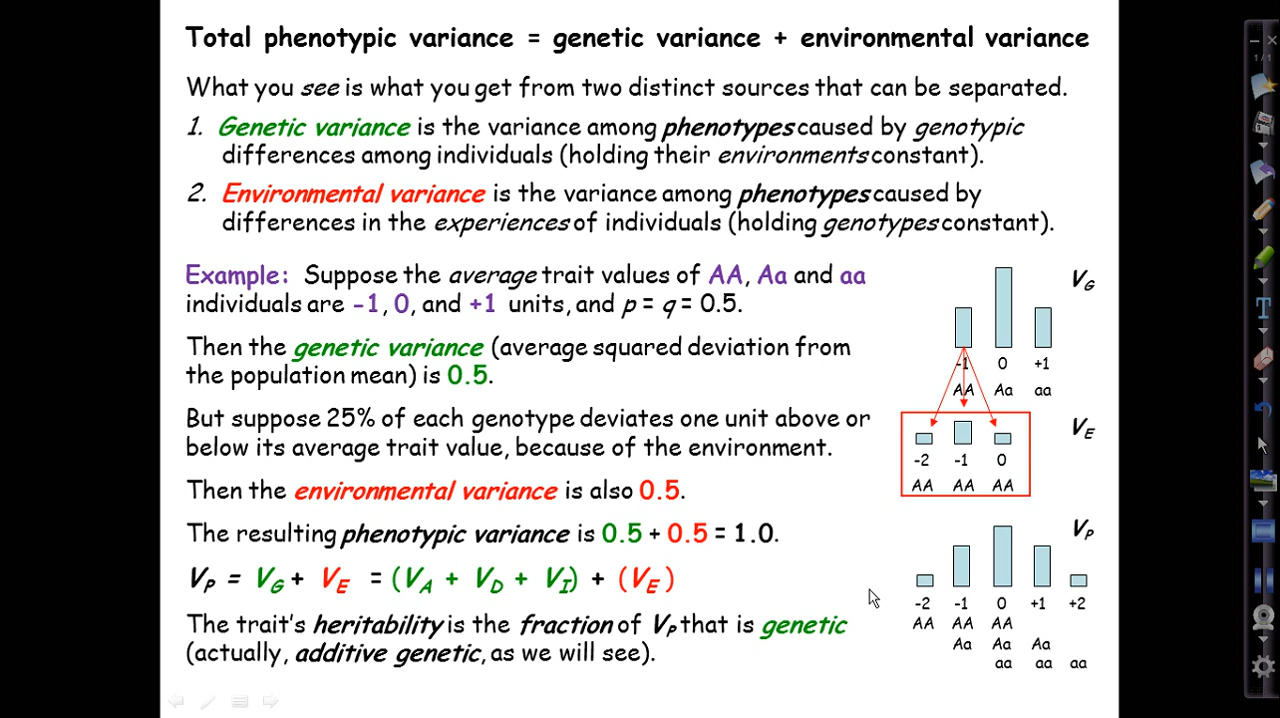 Total phenotypic variance = genetic variance + environmental variance
What you see is what you get from two distinct sources that can be separated.
1. Genetic variance is the variance among phenotypes caused by genotypic
differences among individuals (holding their environments constant).
2. Environmental variance is the variance among phenotypes caused by
differences in the experiences of individuals (holding genotypes constant).
Example: Suppose the average trait values of AA, Aa and aa
individuals are -1, 0, and +1 units, and p = q = 0.5.
Then the genetic variance (average squared deviation from
the population mean) is 0.5.
But suppose 25% of each genotype deviates one unit above or
below its average trait value, because of the environment.
Then the environmental variance is also 0.5.
The resulting phenotypic variance is 0.5 + 0.5 = 1.0.
VP = VG + VE = (VA + VD + VI) + (VE)
The trait's heritability is the fraction of VP that is genetic
(actually, additive genetic, as we will see).
VG
-1 0 +1
AA Aa aa
VE
-2 -1 0
AA AA AA
VP
-2 -1 0 +1 +2
AA AA AA
Aa Aa Aa
aa aa aa
1/1
T